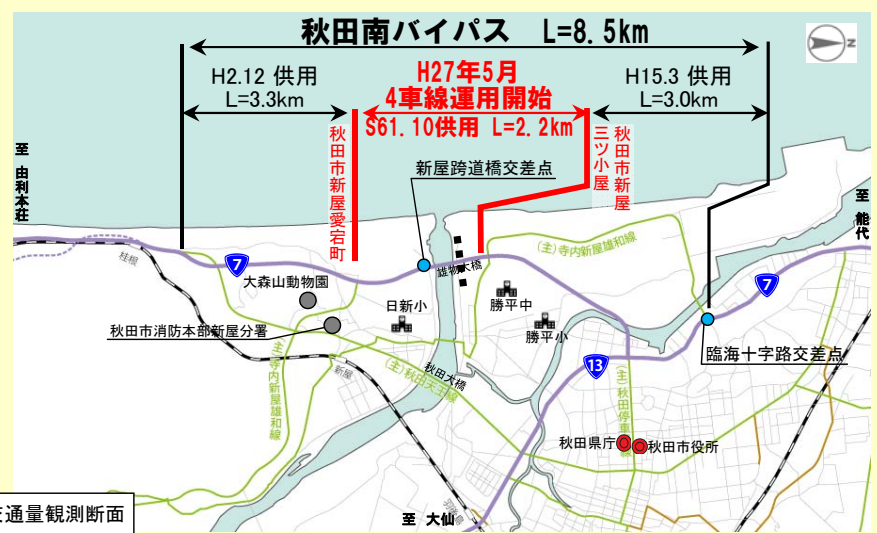 秋田南バイパス L=8.5km
N
H2.12 供用
L=3.3km
H27年5月
4車線運用開始
S61.10供用 L=2.2km
H15.3 供用
L=3.0km
至 由利本荘
秋田市新屋愛宕町
新屋跨道橋交差点
秋田市新屋
三ツ小屋
至 能代
桂根
7
大森山動物園
雄物大橋
(主)寺内新屋雄和線
7
日新小
勝平中
勝平小
秋田市消防本部新屋分署
(主)寺内新屋雄和線
新屋
(主)秋田天王線
秋田大橋
13
(主)秋田停車
線
臨海十字路交差点
秋田県庁
秋田市役所
至 大仙
交通量観測断面